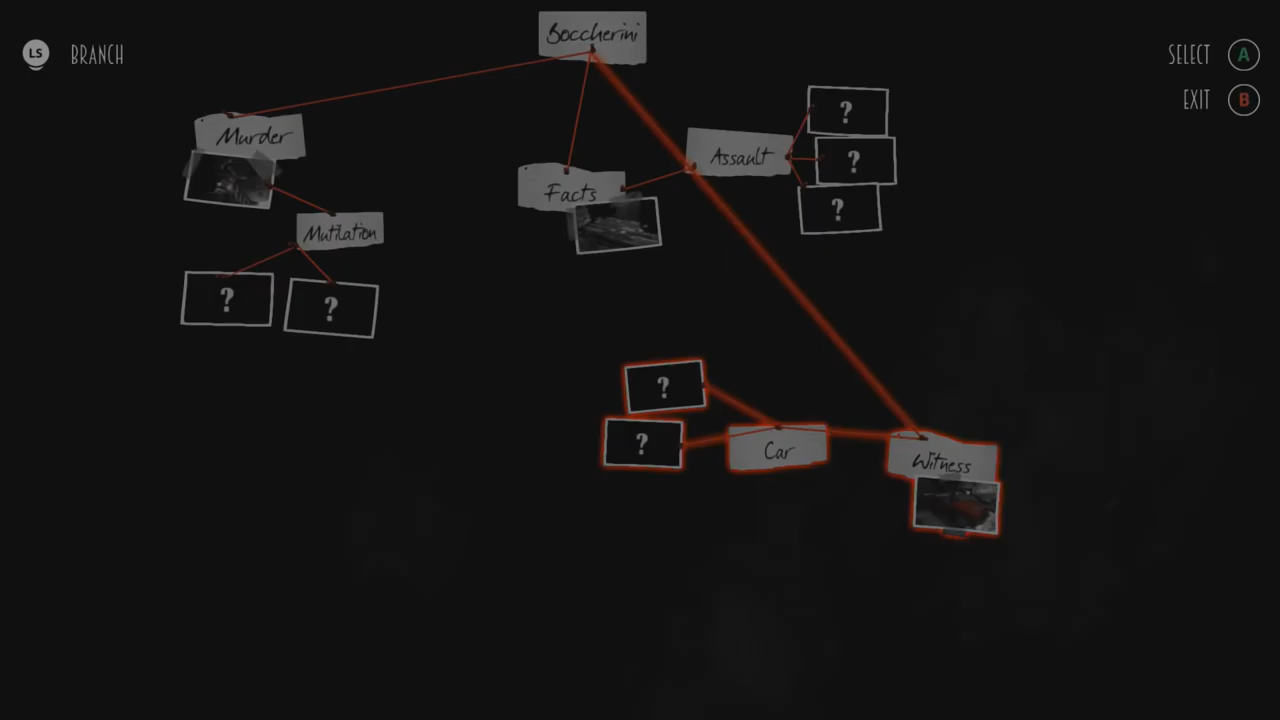 Boccherini
LS BRANCH
SELECT A
EXIT B
Murder
?
Assault
?
Facts
?
Mutilation
?
?
?
Car
?
Witness